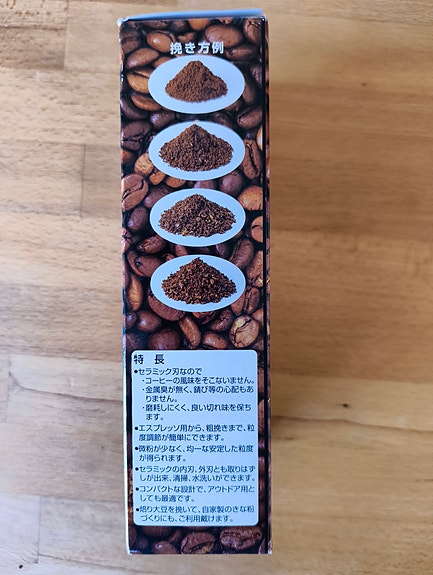 挽き方例
特 長
•セラミック刃なので
・コーヒーの風味をそこないません。
・金属臭が無く、錆び等の心配もあ
りません。
・磨耗しにくく、良い切れ味を保ち
ます。
•エスプレッソ用から、粗挽きまで、粒
度調節が簡単にできます。
•微粉が少なく、均一な安定した粒度
が得られます。
•セラミックの内刃、外刃とも取りはず
しが出来、清掃、水洗いができます。
•コンパクトな設計で、アウトドア用と
しても最適です。
•炒り大豆を挽いて、自家製のきな粉
づくりにも、ご利用戴けます。